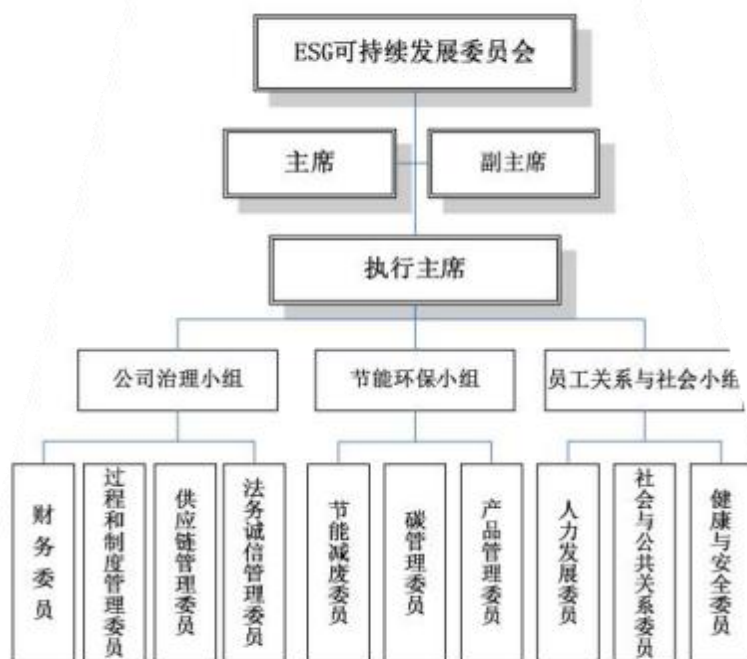 ESG可持续发展委员会
主席
副主席
执行主席
公司治理小组
节能环保小组
员工关系与社会小组
财务委员
过程和制度管理委员
供应链管理委员
法务诚信管理委员
节能减废委员
碳管理委员
产品管理委员
人力发展委员
社会与公共关系委员
健康与安全委员